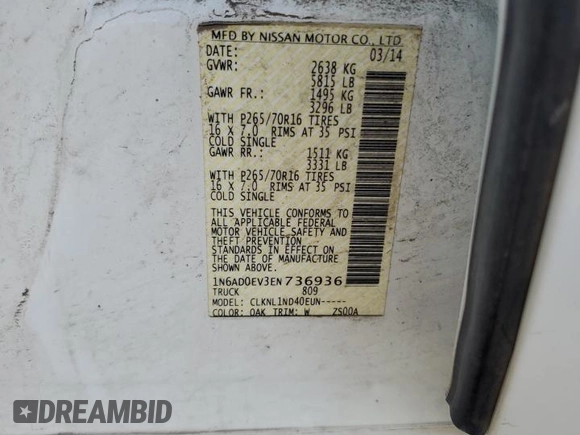 MFD BY NISSAN MOTOR CO., LTD
DATE: 03/14
GVWR: 2638 KG
5815 LB
GAWR FR.: 1495 KG
3296 LB
WITH P265/70R16 TIRES
16 X 7.0 RIMS AT 35 PSI
COLD SINGLE
GAWR RR.: 1511 KG
3331 LB
WITH P265/70R16 TIRES
16 X 7.0 RIMS AT 35 PSI
COLD SINGLE
THIS VEHICLE CONFORMS TO
ALL APPLICABLE FEDERAL
MOTOR VEHICLE SAFETY AND
THEFT PREVENTION
STANDARDS IN EFFECT ON
THE DATE OF MANUFACTURE
SHOWN ABOVE.
1N6AD0EV3EN736936
TRUCK 809
MODEL: CLKNL1ND40EUN-----
COLOR: QAK TRIM: W ZS00A
DREAMBID